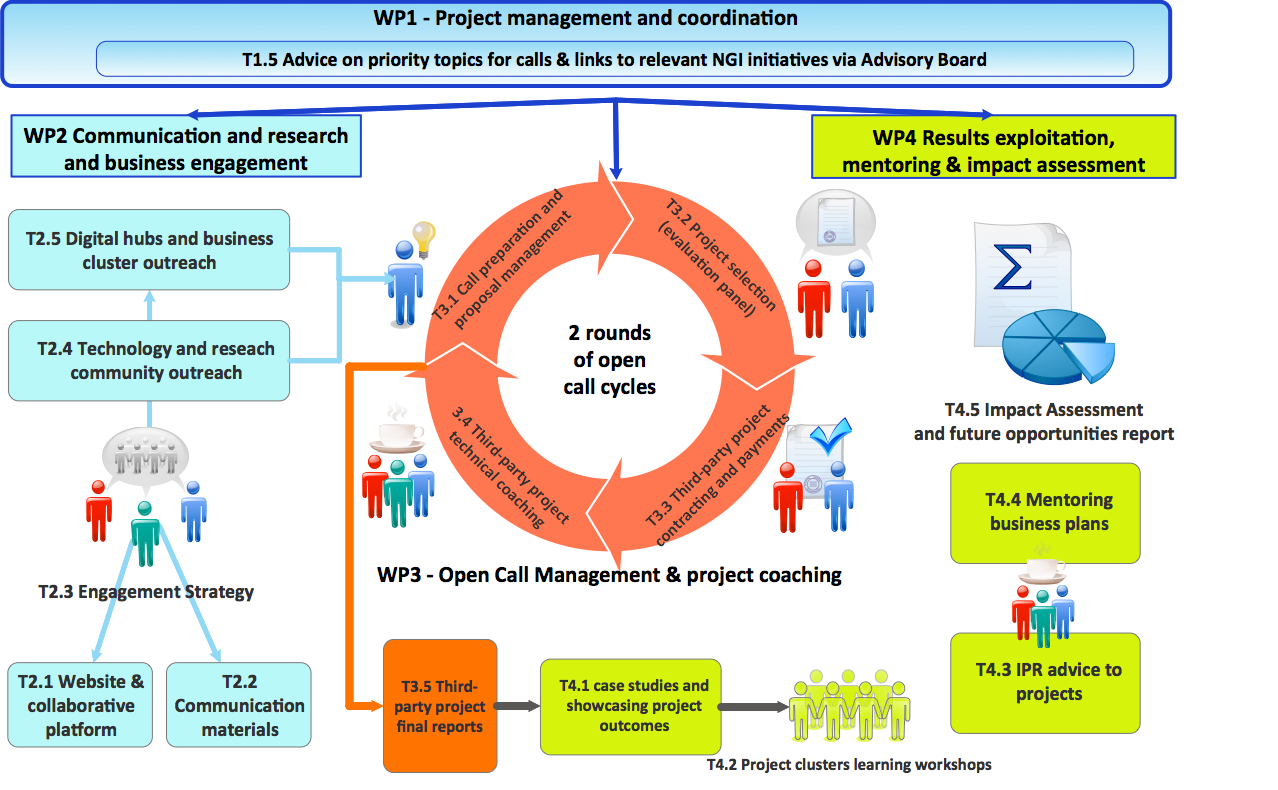 WP1 - Project management and coordination
T1.5 Advice on priority topics for calls & links to relevant NGI initiatives via Advisory Board
WP2 Communication and research
and business engagement
WP4 Results exploitation,
mentoring & impact assessment
T2.5 Digital hubs and business
cluster outreach
T2.4 Technology and reseach
community outreach
T2.3 Engagement Strategy
T2.1 Website &
collaborative
platform
T2.2
Communication
materials
T3.1 Call preparation and
proposal management
T3.2 Project selection
(evaluation panel)
T3.3 Third-party project
contracting and payments
3.4 Third-party project
technical coaching
2 rounds
of open
call cycles
WP3 - Open Call Management & project coaching
T3.5 Third-
party project
final reports
T4.1 case studies and
showcasing project
outcomes
T4.2 Project clusters learning workshops
Σ
T4.5 Impact Assessment
and future opportunities report
T4.4 Mentoring
business plans
T4.3 IPR advice to
projects